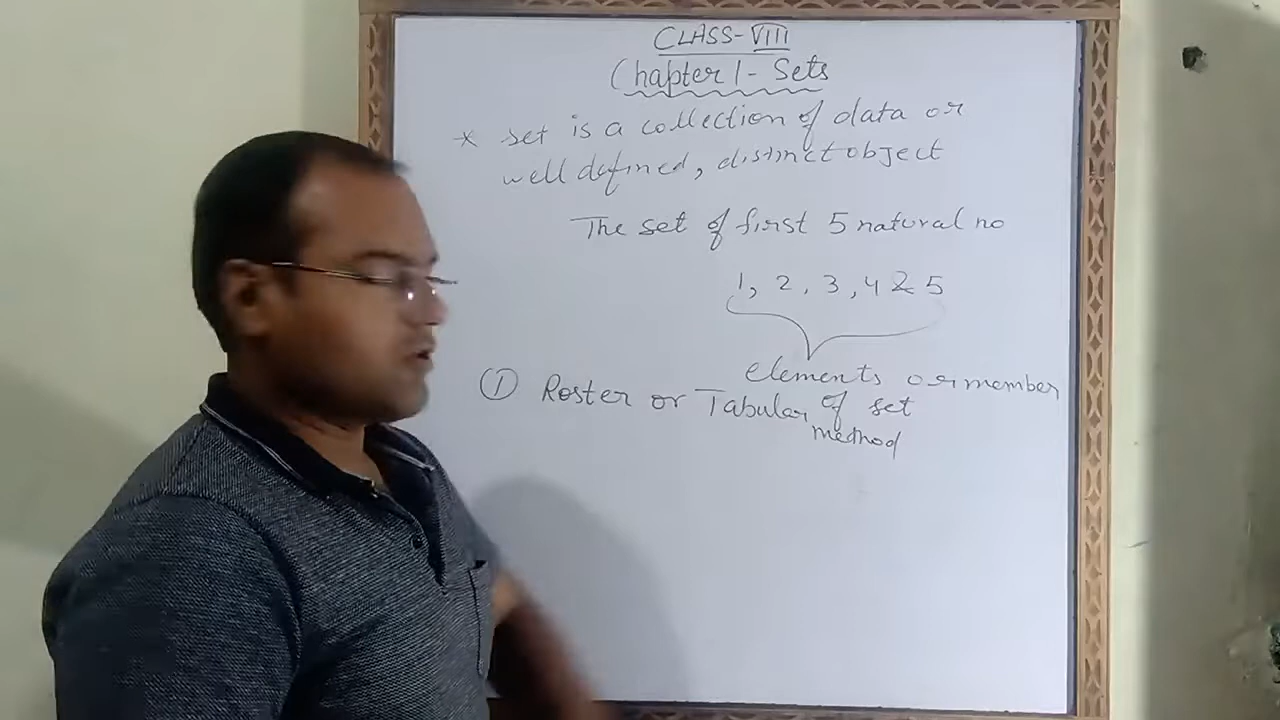 CLASS-VIII
Chapter 1 - Sets
* set is a collection of data or
well defined, distinct object
The set of first 5 natural no
1, 2, 3, 4 & 5
elements or member
of set
① Roster or Tabular
method